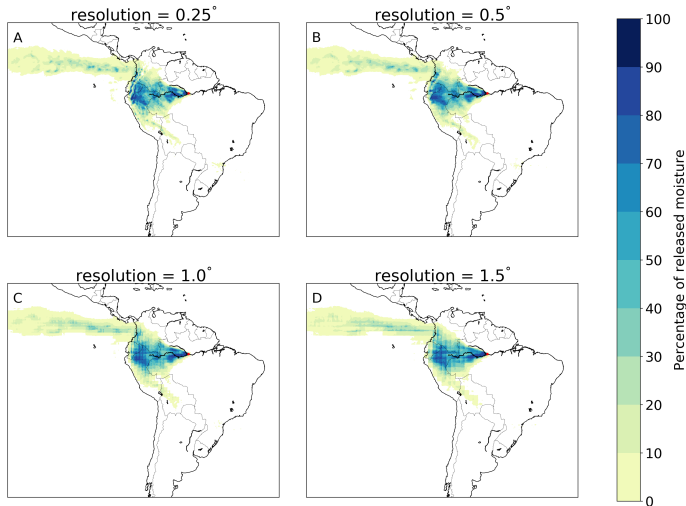 resolution = 0.25°
resolution = 0.5°
A
B
resolution = 1.0°
resolution = 1.5°
C
D
100
90
80
70
60
50
40
30
20
10
0
Percentage of released moisture